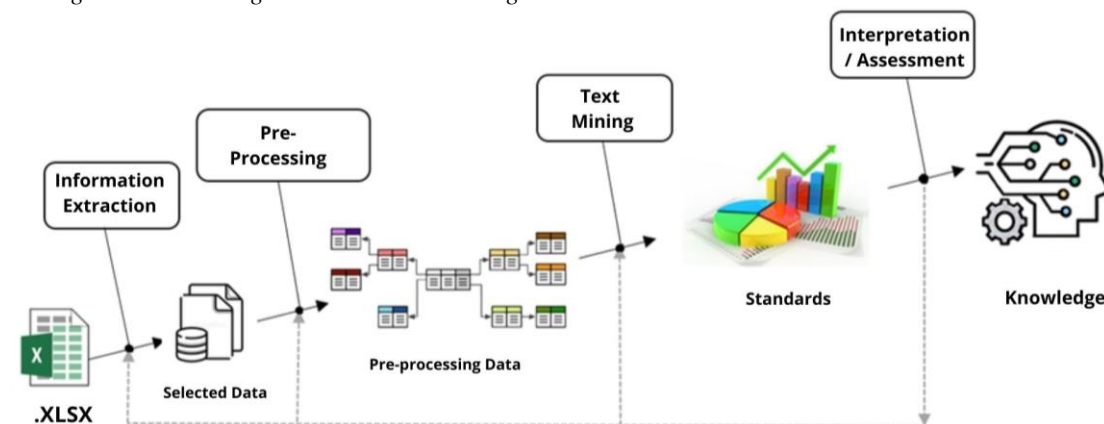 Interpretation
/ Assessment
Text
Mining
Pre-
Processing
Information
Extraction
X
.XLSX
Selected Data
Pre-processing Data
Standards
Knowledge